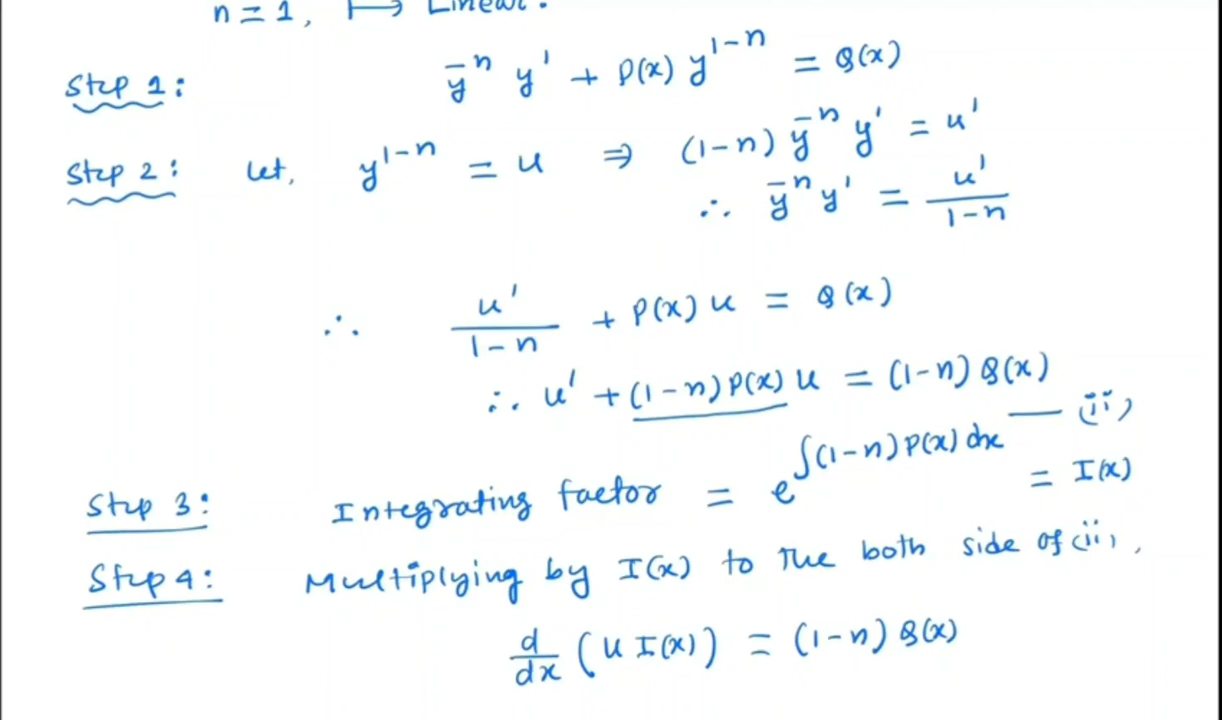 n = 1, ↦ Linear.
Step 1: y⁻ⁿ y' + P(x) y¹⁻ⁿ = Q(x)
Step 2: Let, y¹⁻ⁿ = u ⇒ (1-n) y⁻ⁿ y' = u'
∴ y⁻ⁿ y' = u'/(1-n)
∴ u'/(1-n) + P(x) u = Q(x)
∴ u' + (1-n) P(x) u = (1-n) Q(x) — (ii)
Step 3: Integrating factor = e^∫(1-n) P(x) dx = I(x)
Step 4: Multiplying by I(x) to the both side of (ii),
d/dx (u I(x)) = (1-n) Q(x)